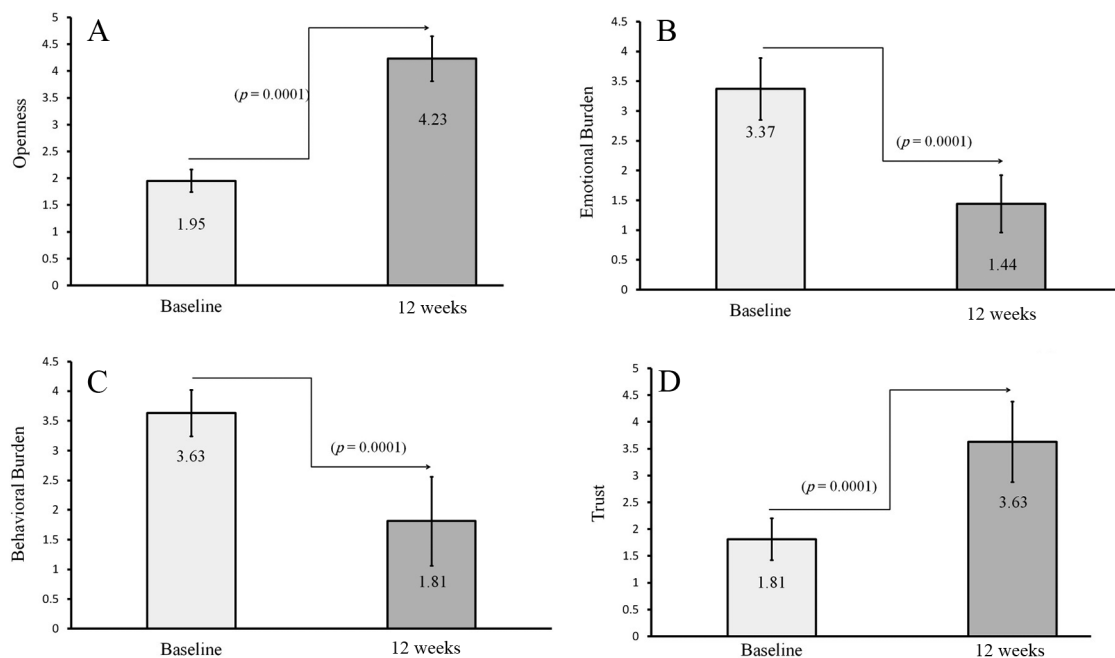 A
Openness
5
4.5
4
3.5
3
2.5
2
1.5
1
0.5
0
(p = 0.0001)
1.95
4.23
Baseline
12 weeks
B
Emotional Burden
4.5
4
3.5
3
2.5
2
1.5
1
0.5
0
(p = 0.0001)
3.37
1.44
Baseline
12 weeks
C
Behavioral Burden
4.5
4
3.5
3
2.5
2
1.5
1
0.5
0
(p = 0.0001)
3.63
1.81
Baseline
12 weeks
D
Trust
5
4.5
4
3.5
3
2.5
2
1.5
1
0.5
0
(p = 0.0001)
1.81
3.63
Baseline
12 weeks